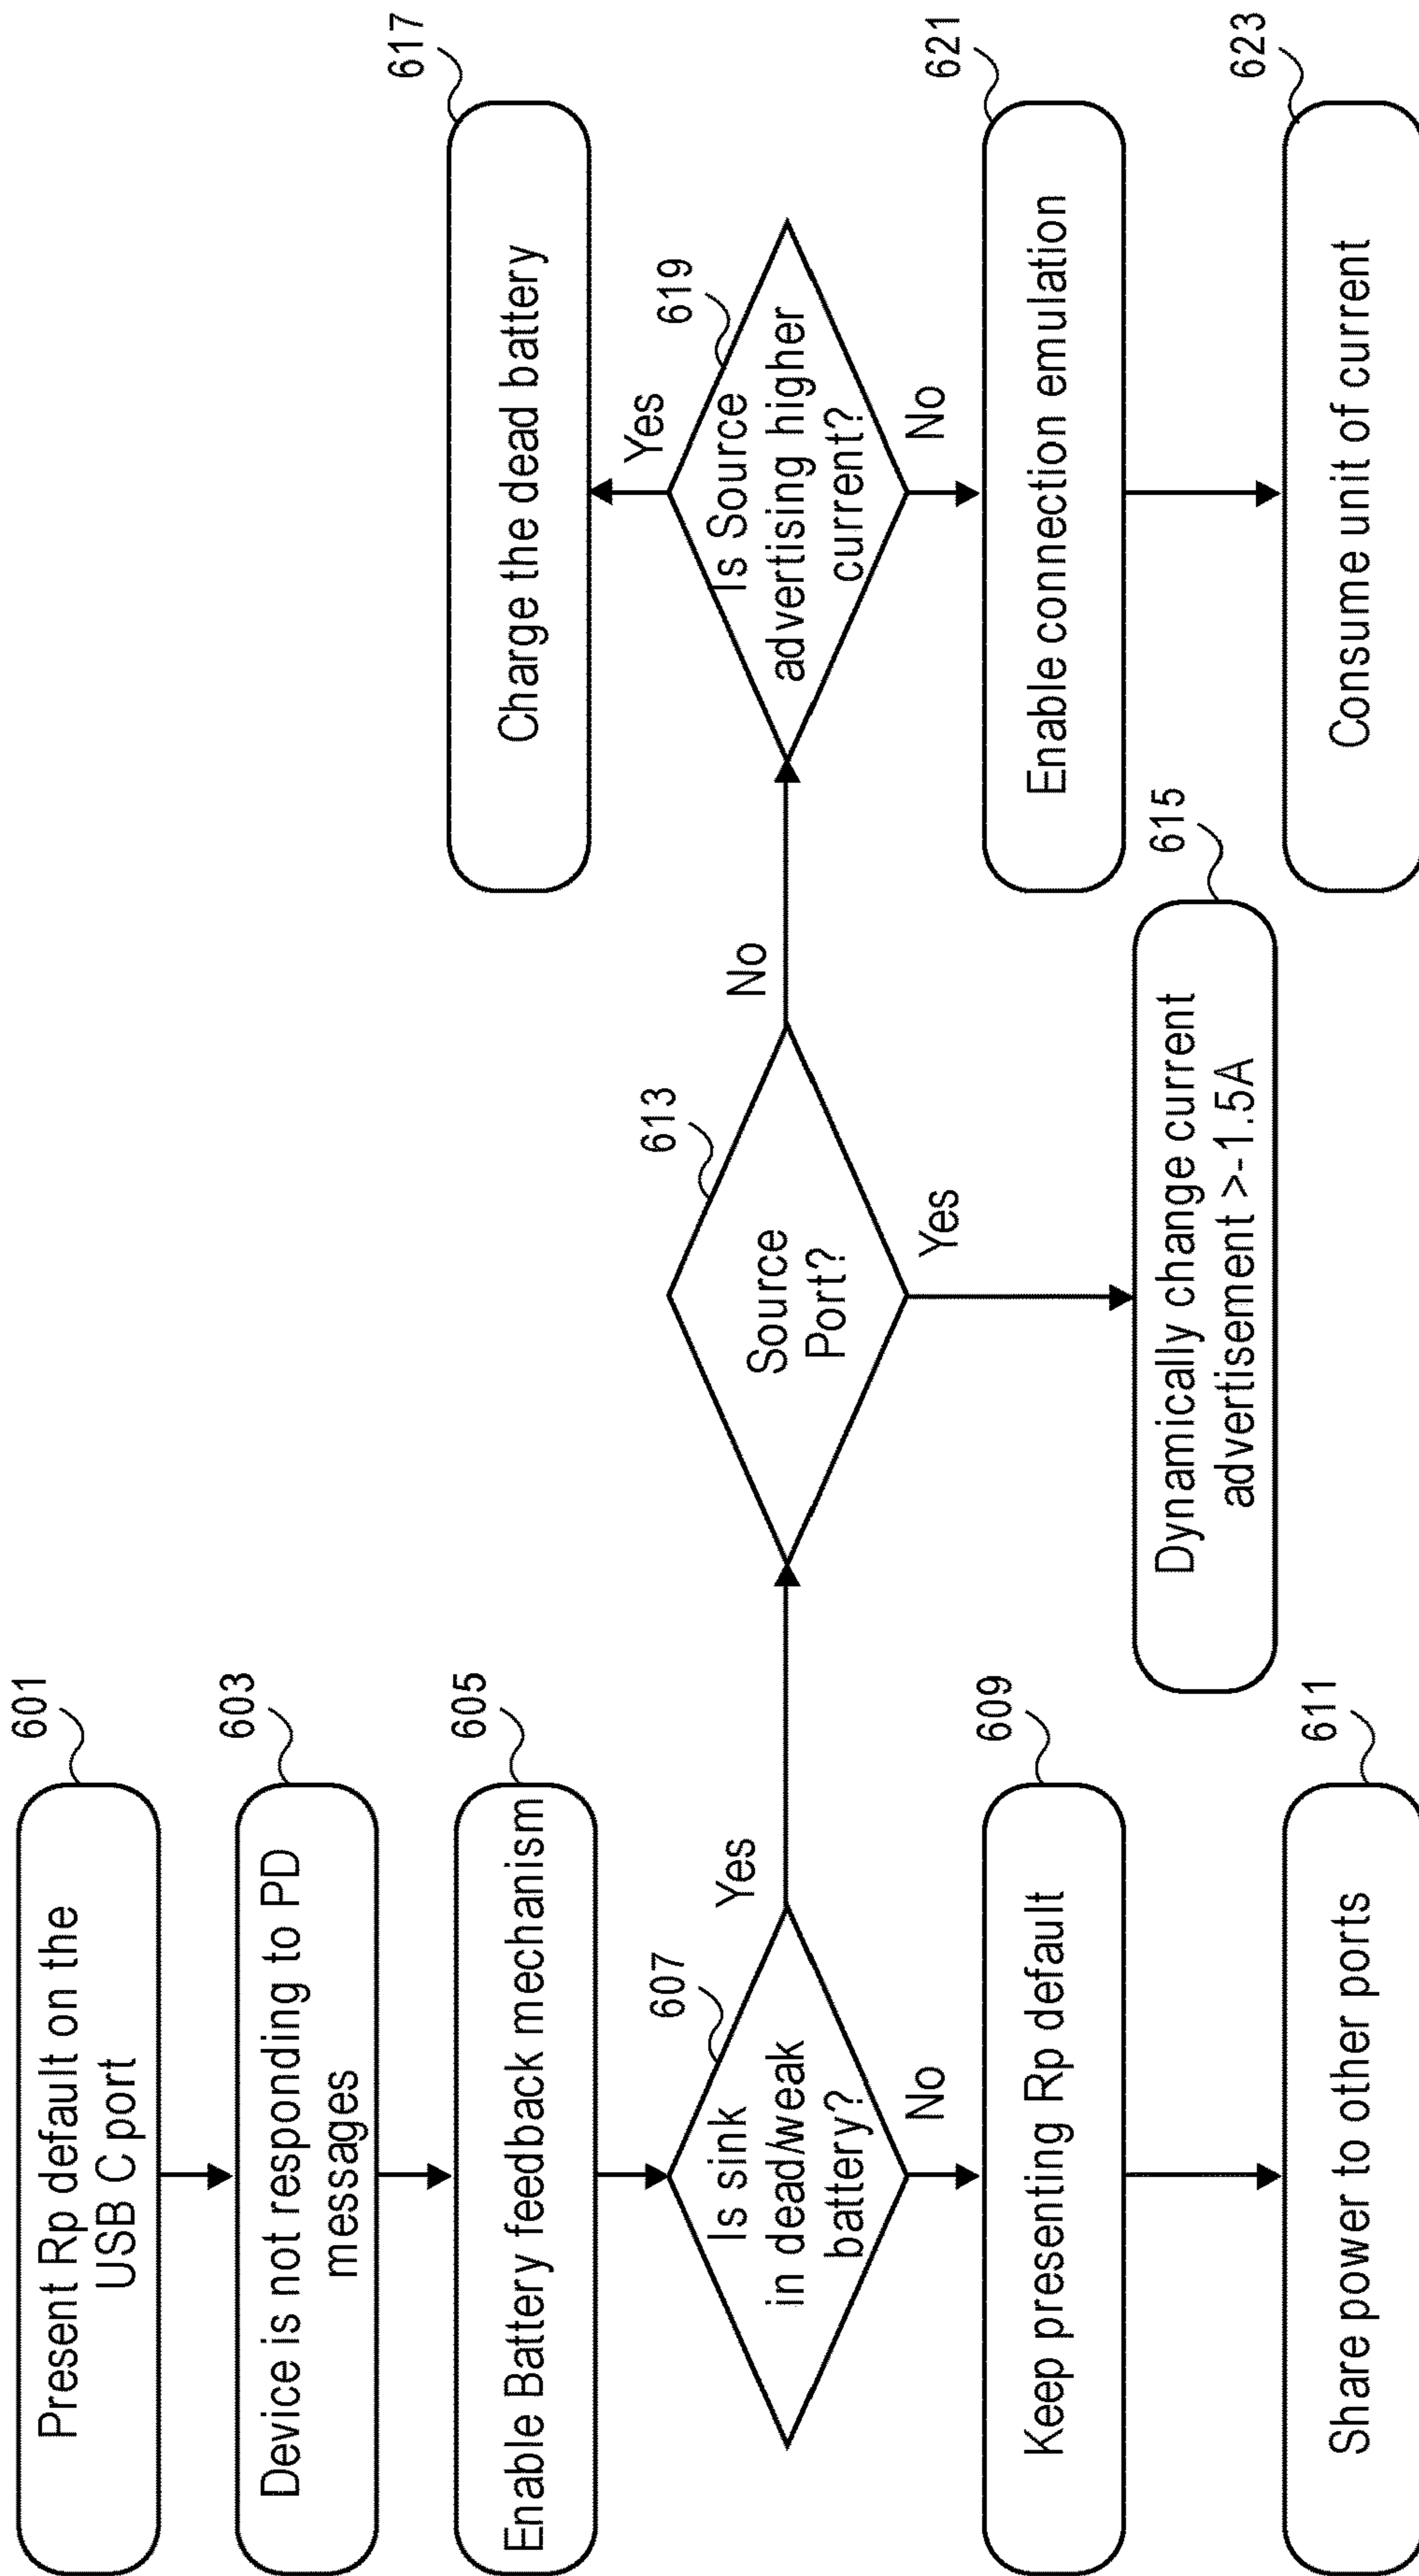 601
Present Rp default on the
USB C port
603
Device is not responding to PD
messages
605
Enable Battery feedback mechanism
607
Is sink
in dead/weak
battery?
Yes
No
609
Keep presenting Rp default
611
Share power to other ports
613
Source
Port?
No
Yes
615
Dynamically change current
advertisement >-1.5A
617
Charge the dead battery
Yes
619
Is Source
advertising higher
current?
No
621
Enable connection emulation
623
Consume unit of current